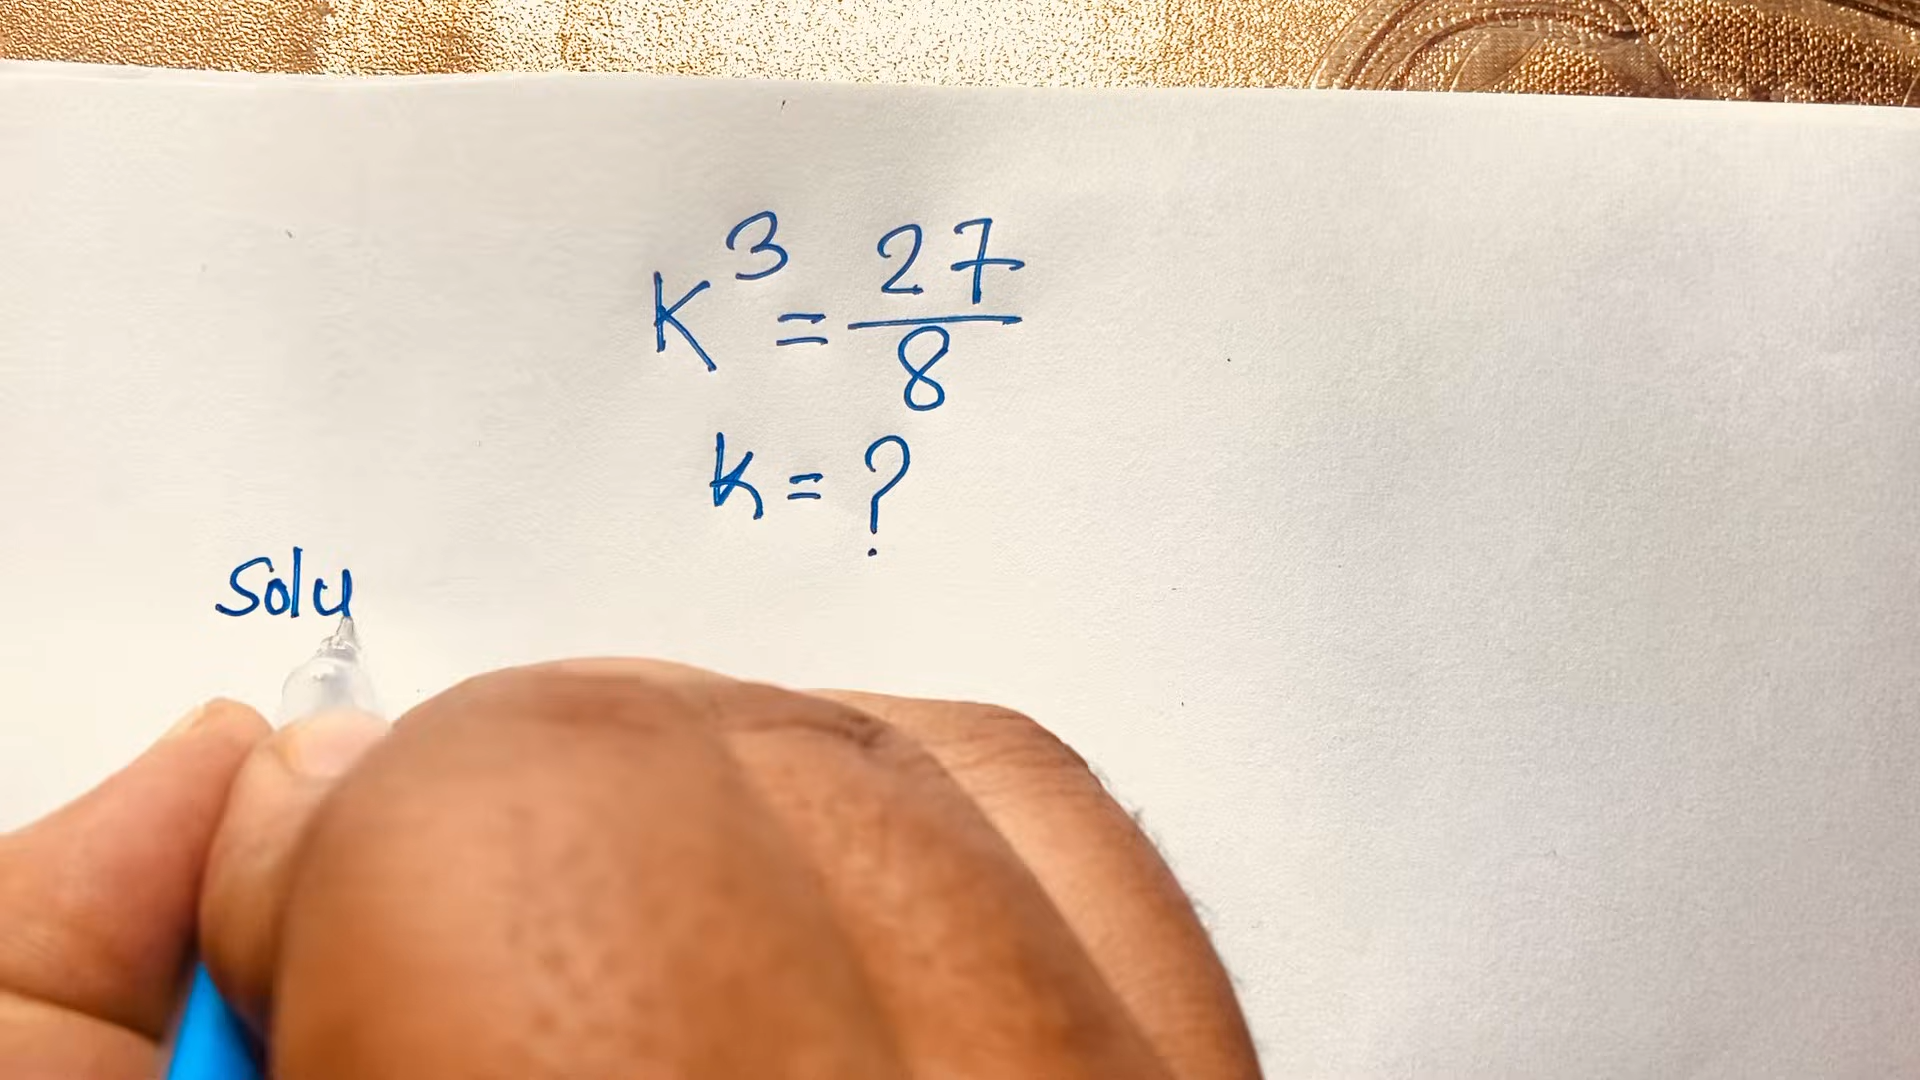 K³ = 27/8
k = ?
Solu